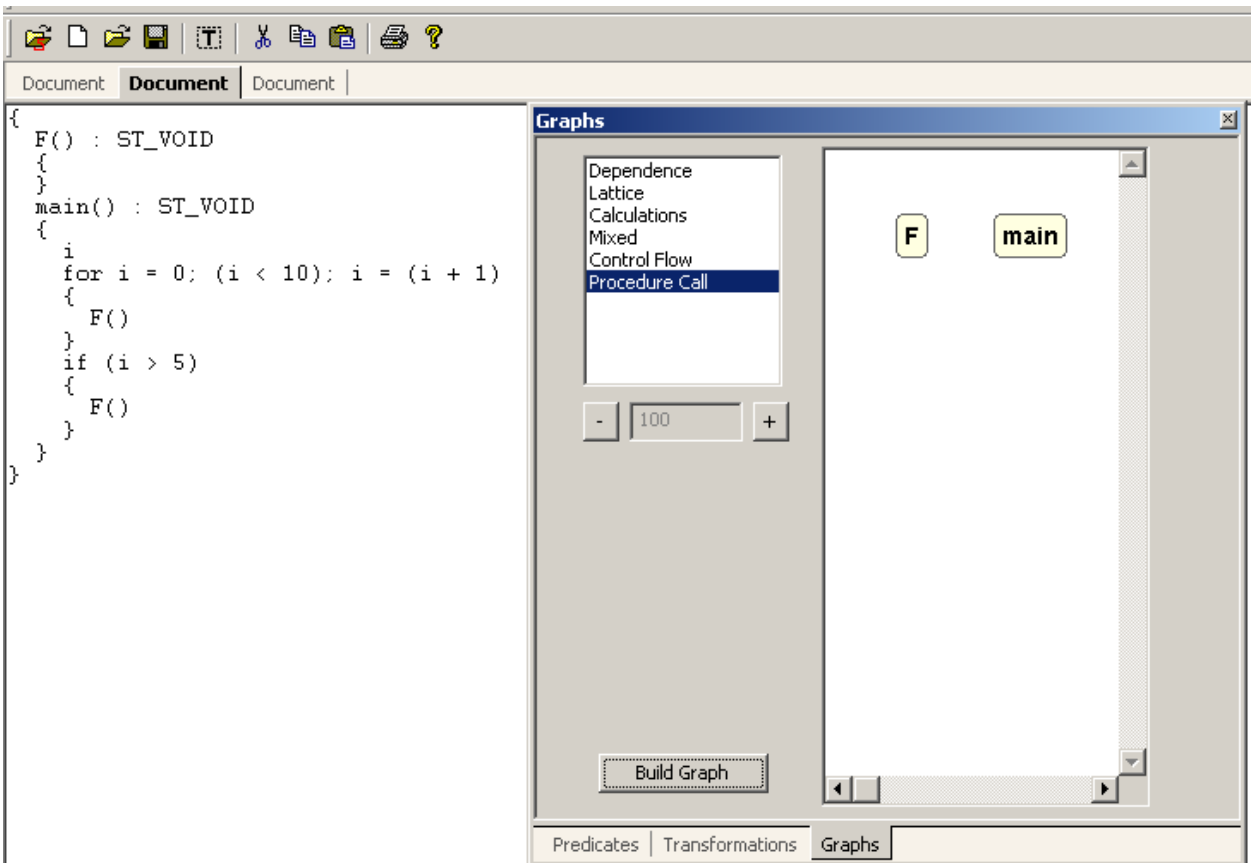 Document Document Document
{
F() : ST_VOID
{
}
main() : ST_VOID
{
i
for i = 0; (i < 10); i = (i + 1)
{
F()
}
if (i > 5)
{
F()
}
}
}
Graphs
Dependence
Lattice
Calculations
Mixed
Control Flow
Procedure Call
- 100 +
Build Graph
F main
Predicates Transformations Graphs